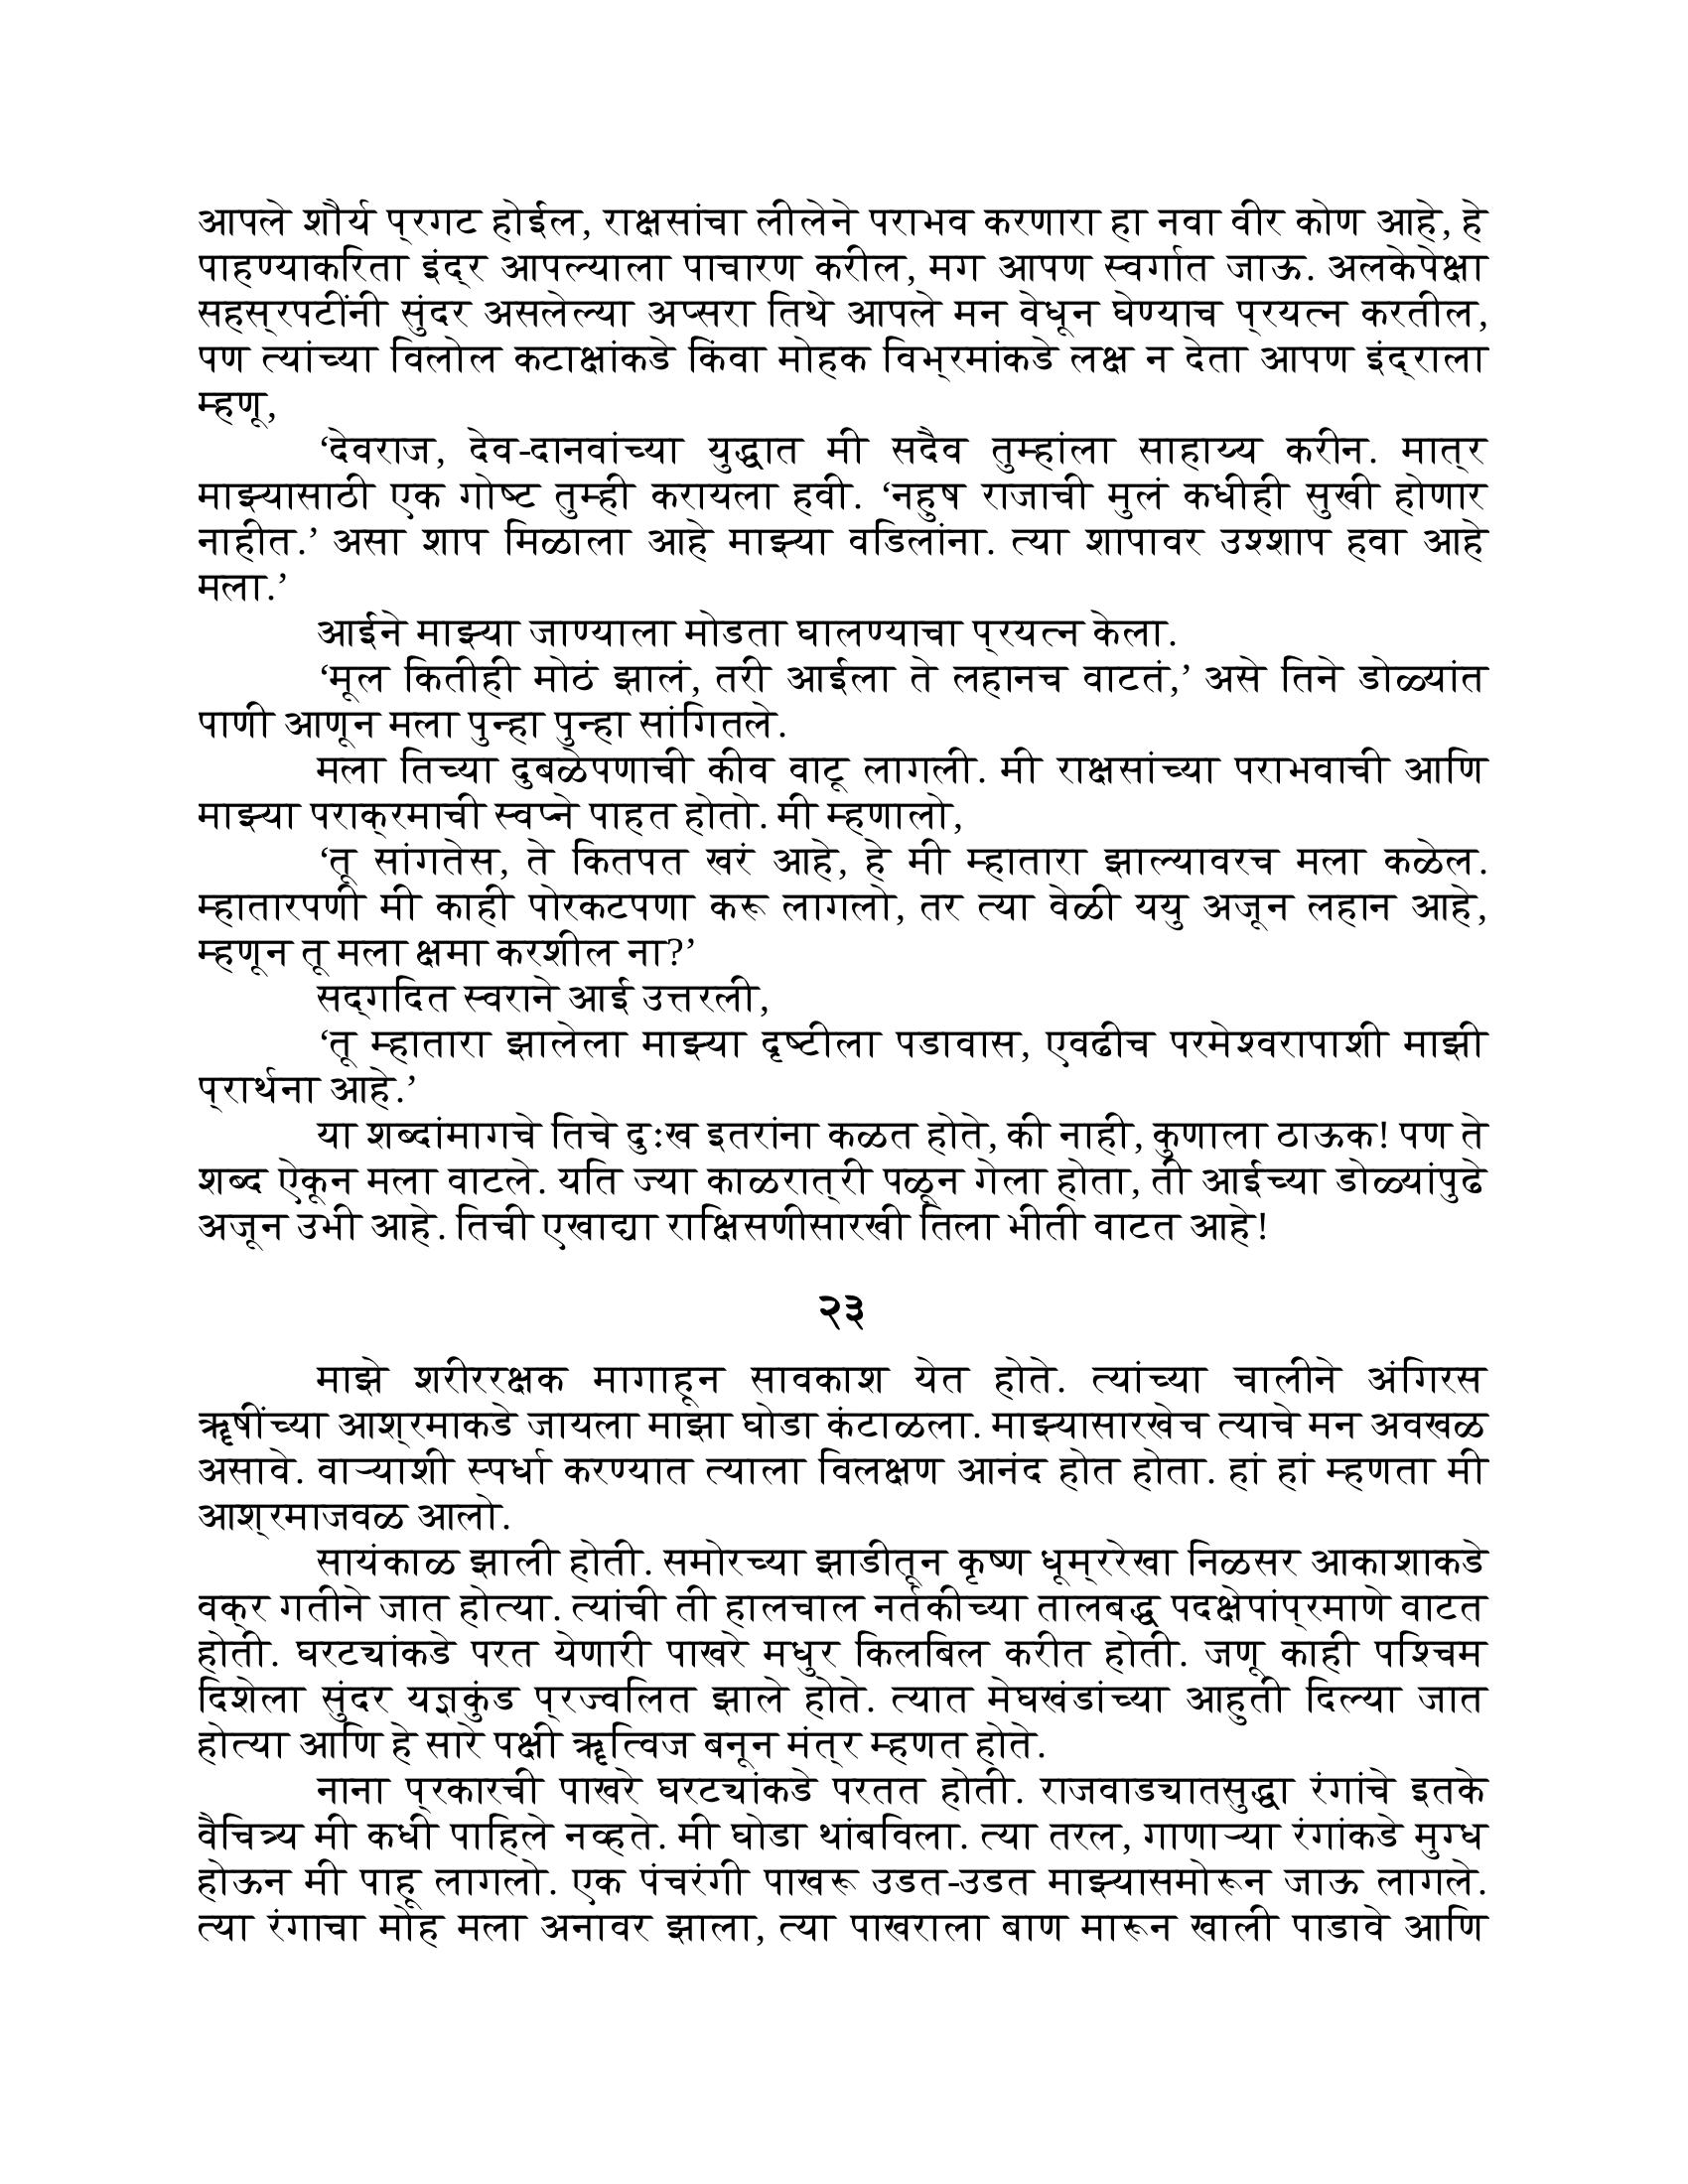 आपले शौर्य प्रगट होईल, राक्षसांचा लीलेने पराभव करणारा हा नवा वीर कोण आहे, हे
पाहण्याकरिता इंद्र आपल्याला पाचारण करील, मग आपण स्वर्गात जाऊ. अलकेपेक्षा
सहस्रपटींनी सुंदर असलेल्या अप्सरा तिथे आपले मन वेधून घेण्याच प्रयत्न करतील,
पण त्यांच्या विलोल कटाक्षांकडे किंवा मोहक विभ्रमांकडे लक्ष न देता आपण इंद्राला
म्हणू,
‘देवराज, देव-दानवांच्या युद्धात मी सदैव तुम्हांला साहाय्य करीन. मात्र
माझ्यासाठी एक गोष्ट तुम्ही करायला हवी. ‘नहुष राजाची मुलं कधीही सुखी होणार
नाहीत.’ असा शाप मिळाला आहे माझ्या वडिलांना. त्या शापावर उश्शाप हवा आहे
मला.’
आईने माझ्या जाण्याला मोडता घालण्याचा प्रयत्न केला.
‘मूल कितीही मोठं झालं, तरी आईला ते लहानच वाटतं,’ असे तिने डोळ्यांत
पाणी आणून मला पुन्हा पुन्हा सांगितले.
मला तिच्या दुबळेपणाची कीव वाटू लागली. मी राक्षसांच्या पराभवाची आणि
माझ्या पराक्रमाची स्वप्ने पाहत होतो. मी म्हणालो,
‘तू सांगतेस, ते कितपत खरं आहे, हे मी म्हातारा झाल्यावरच मला कळेल.
म्हातारपणी मी काही पोरकटपणा करू लागलो, तर त्या वेळी ययु अजून लहान आहे,
म्हणून तू मला क्षमा करशील ना?’
सद्‌गदित स्वराने आई उत्तरली,
‘तू म्हातारा झालेला माझ्या दृष्टीला पडावास, एवढीच परमेश्वरापाशी माझी
प्रार्थना आहे.’
या शब्दांमागचे तिचे दुःख इतरांना कळत होते, की नाही, कुणाला ठाऊक! पण ते
शब्द ऐकून मला वाटले. यति ज्या काळरात्री पळून गेला होता, ती आईच्या डोळ्यांपुढे
अजून उभी आहे. तिची एखाद्या राक्षिसणीसारखी तिला भीती वाटत आहे!
२३
माझे शरीररक्षक मागाहून सावकाश येत होते. त्यांच्या चालीने अंगिरस
ॠषींच्या आश्रमाकडे जायला माझा घोडा कंटाळला. माझ्यासारखेच त्याचे मन अवखळ
असावे. वाऱ्याशी स्पर्धा करण्यात त्याला विलक्षण आनंद होत होता. हां हां म्हणता मी
आश्रमाजवळ आलो.
सायंकाळ झाली होती. समोरच्या झाडीतून कृष्ण धूम्ररेखा निळसर आकाशाकडे
वक्र गतीने जात होत्या. त्यांची ती हालचाल नर्तकीच्या तालबद्ध पदक्षेपांप्रमाणे वाटत
होती. घरट्यांकडे परत येणारी पाखरे मधुर किलबिल करीत होती. जणू काही पश्चिम
दिशेला सुंदर यज्ञकुंड प्रज्वलित झाले होते. त्यात मेघखंडांच्या आहुती दिल्या जात
होत्या आणि हे सारे पक्षी ॠत्विज बनून मंत्र म्हणत होते.
नाना प्रकारची पाखरे घरट्यांकडे परतत होती. राजवाड्यातसुद्धा रंगांचे इतके
वैचित्र्य मी कधी पाहिले नव्हते. मी घोडा थांबविला. त्या तरल, गाणाऱ्या रंगांकडे मुग्ध
होऊन मी पाहू लागलो. एक पंचरंगी पाखरू उडत-उडत माझ्यासमोरून जाऊ लागले.
त्या रंगाचा मोह मला अनावर झाला, त्या पाखराला बाण मारून खाली पाडावे आणि